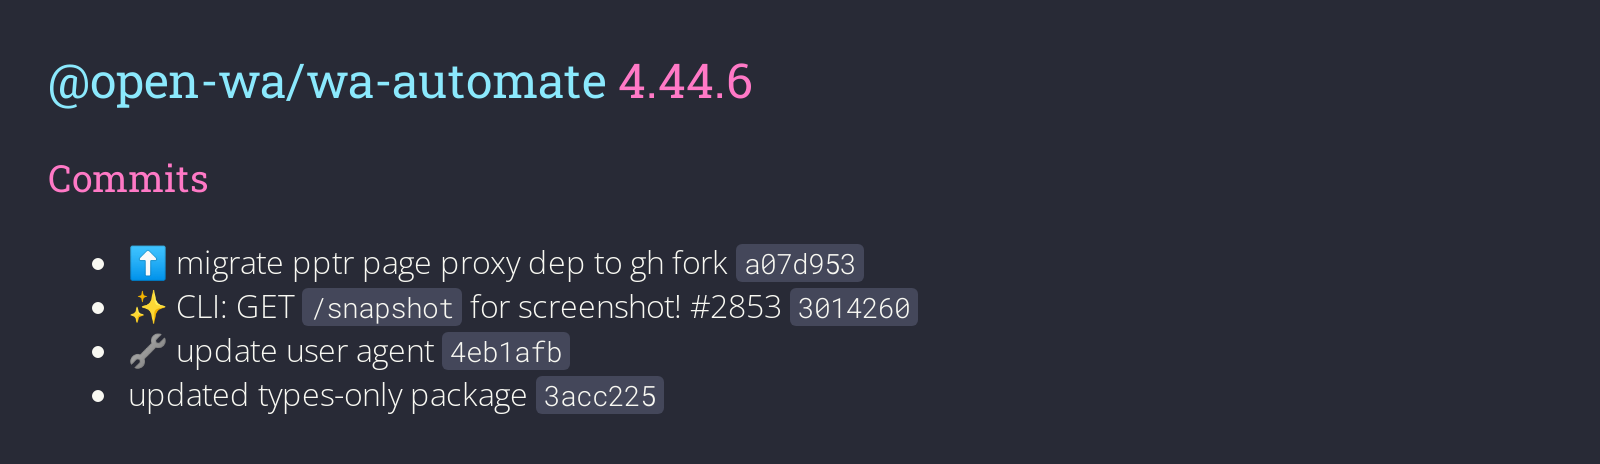 @open-wa/wa-automate 4.44.6
Commits
⬆️ migrate pptr page proxy dep to gh fork a07d953
✨ CLI: GET /snapshot for screenshot! #2853 3014260
🔧 update user agent 4eb1afb
updated types-only package 3acc225